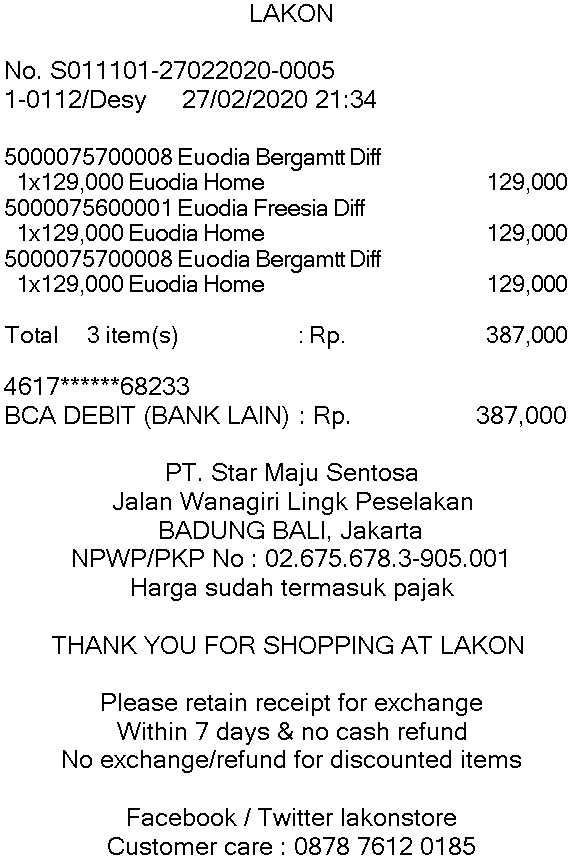 LAKON
No. S011101-27022020-0005
1-0112/Desy 27/02/2020 21:34
5000075700008 Euodia Bergamtt Diff
1x129,000 Euodia Home 129,000
5000075600001 Euodia Freesia Diff
1x129,000 Euodia Home 129,000
5000075700008 Euodia Bergamtt Diff
1x129,000 Euodia Home 129,000
Total 3 item(s) : Rp. 387,000
4617******68233
BCA DEBIT (BANK LAIN) : Rp. 387,000
PT. Star Maju Sentosa
Jalan Wanagiri Lingk Peselakan
BADUNG BALI, Jakarta
NPWP/PKP No : 02.675.678.3-905.001
Harga sudah termasuk pajak
THANK YOU FOR SHOPPING AT LAKON
Please retain receipt for exchange
Within 7 days & no cash refund
No exchange/refund for discounted items
Facebook / Twitter lakonstore
Customer care : 0878 7612 0185